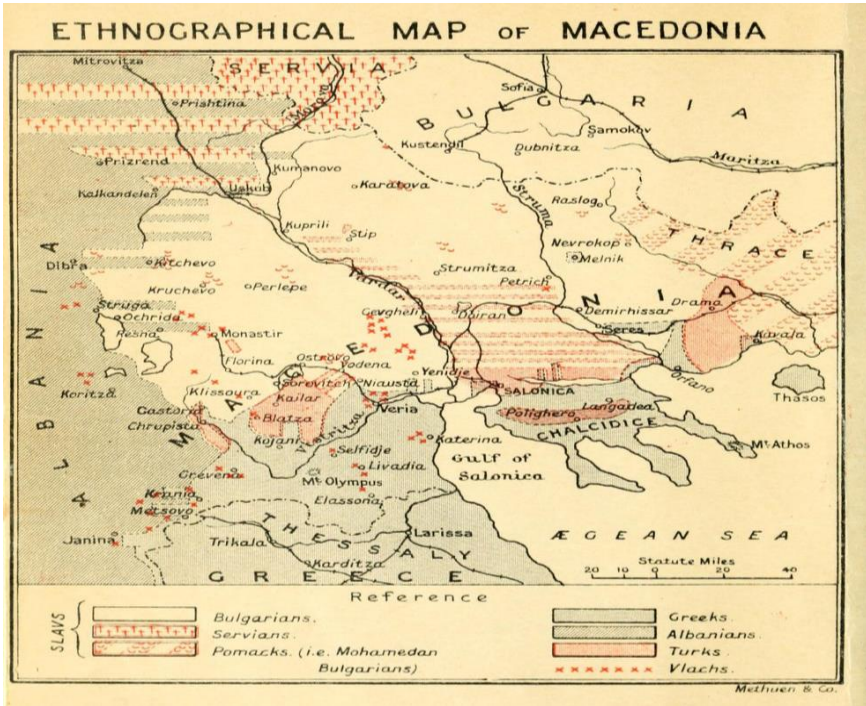 ETHNOGRAPHICAL MAP OF MACEDONIA
Mitrovitza
SERVIA
Prishtina
Morava
Sofia
BULGARIA
Samokov
Kustendil
Dubnitza
Maritza
Prizrend
Kumanovo
Kalkandelen
Uskub
Karatova
Struma
Raslog
Kuprili
Stip
Nevrokop
THRACE
Melnik
Dibra
Kitchevo
Strumitza
Petrich
Kruchevo
Perlepe
Vardar
MACEDONIA
Drama
Struga
Ochrida
Gevgheli
Doiran
Demirhissar
Seres
Kavala
Resna
Monastir
Florina
Ostrovo
Vodena
Yenidje
Orfano
ALBANIA
Koritza
Klissoura
Sorovitch
Niausta
SALONICA
Thasos
Kailar
Castoria
Blatza
Veria
Polighero
Langadea
Chrupista
CHALCIDICE
Kojani
Vistritza
Katerina
Mt. Athos
Selfidje
Gulf of
Salonica
Grevena
Livadia
Mt. Olympus
Krania
Elassona
Metsovo
THESSALY
Janina
Trikala
Larissa
ÆGEAN SEA
Karditza
Statute Miles
20 10 0 20 40
GREECE
Reference
SLAVS
Bulgarians.
Servians.
Pomacks. (i.e. Mohamedan
Bulgarians)
Greeks.
Albanians.
Turks.
Vlachs.
Methuen & Co.